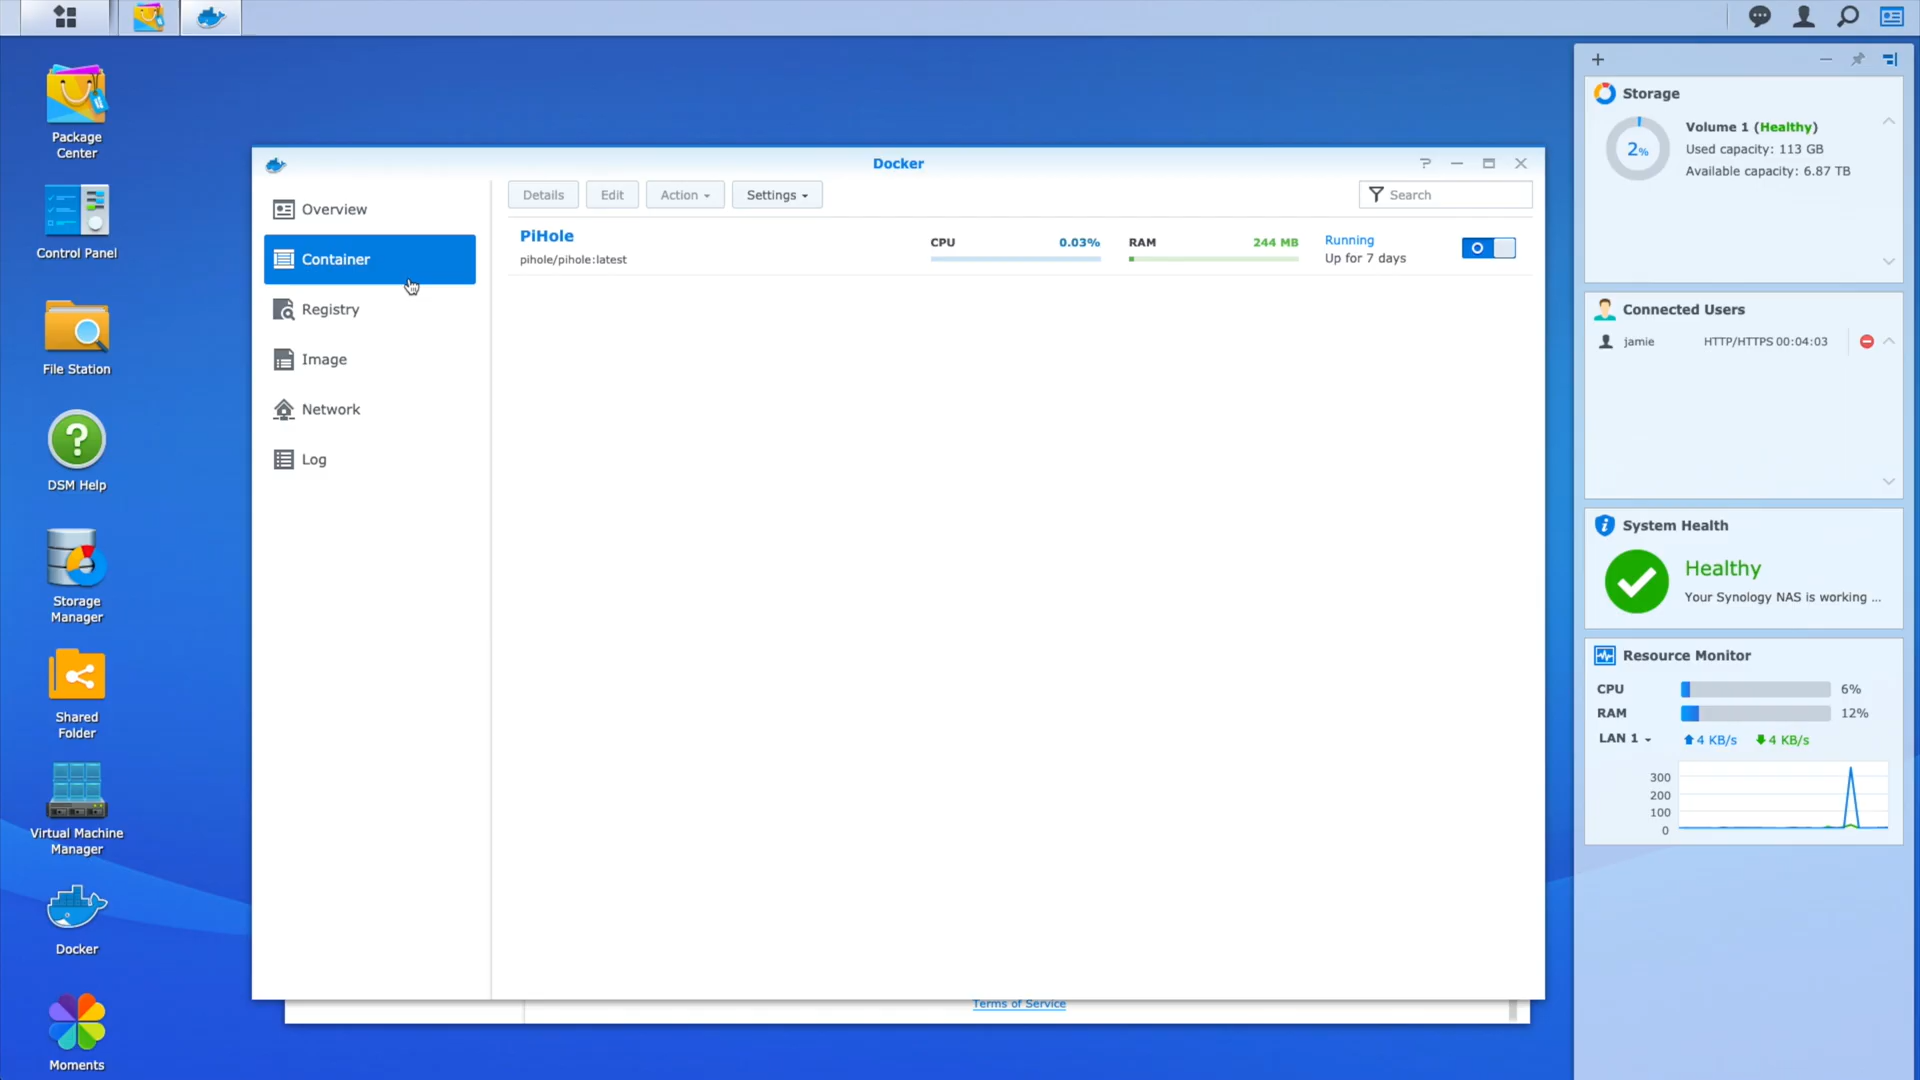 Package
Center
Control Panel
File Station
DSM Help
Storage
Manager
Shared
Folder
Virtual Machine
Manager
Docker
Moments
Docker
Overview
Container
Registry
Image
Network
Log
Details
Edit
Action
Settings
Search
PiHole
pihole/pihole:latest
CPU
0.03%
RAM
244 MB
Running
Up for 7 days
Terms of Service
Storage
2%
Volume 1 (Healthy)
Used capacity: 113 GB
Available capacity: 6.87 TB
Connected Users
jamie HTTP/HTTPS 00:04:03
System Health
Healthy
Your Synology NAS is working ...
Resource Monitor
CPU 6%
RAM 12%
LAN 1 4 KB/s 4 KB/s
300
200
100
0